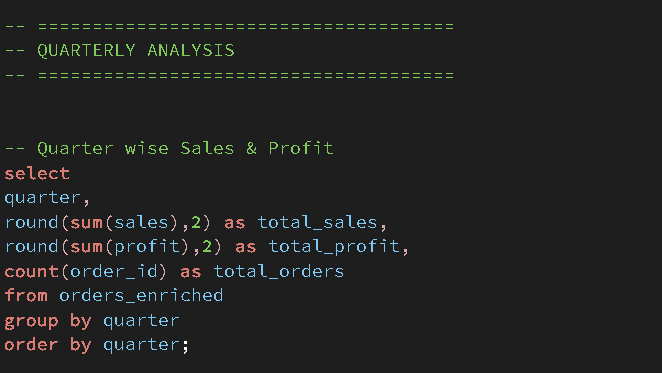 -- ======================================
-- QUARTERLY ANALYSIS
-- ======================================
-- Quarter wise Sales & Profit
select
quarter,
round(sum(sales),2) as total_sales,
round(sum(profit),2) as total_profit,
count(order_id) as total_orders
from orders_enriched
group by quarter
order by quarter;